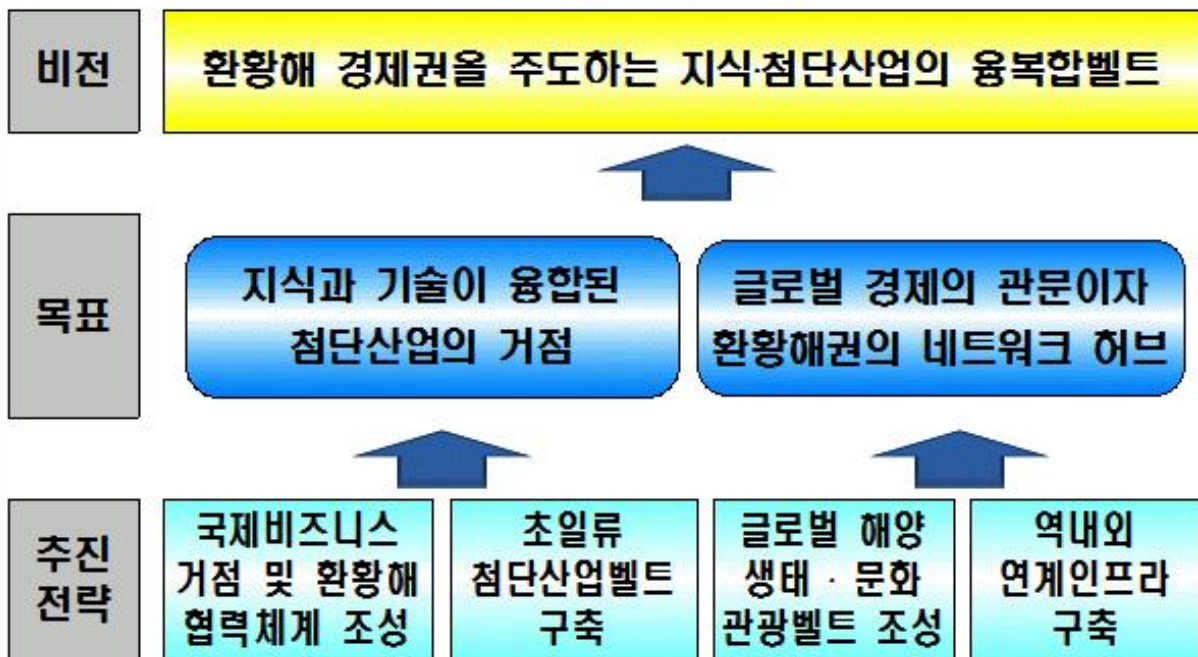 비전
환황해 경제권을 주도하는 지식·첨단산업의 융복합벨트
목표
지식과 기술이 융합된
첨단산업의 거점
글로벌 경제의 관문이자
환황해권의 네트워크 허브
추진
전략
국제비즈니스
거점 및 환황해
협력체계 조성
초일류
첨단산업벨트
구축
글로벌 해양
생태·문화
관광벨트 조성
역내외
연계인프라
구축